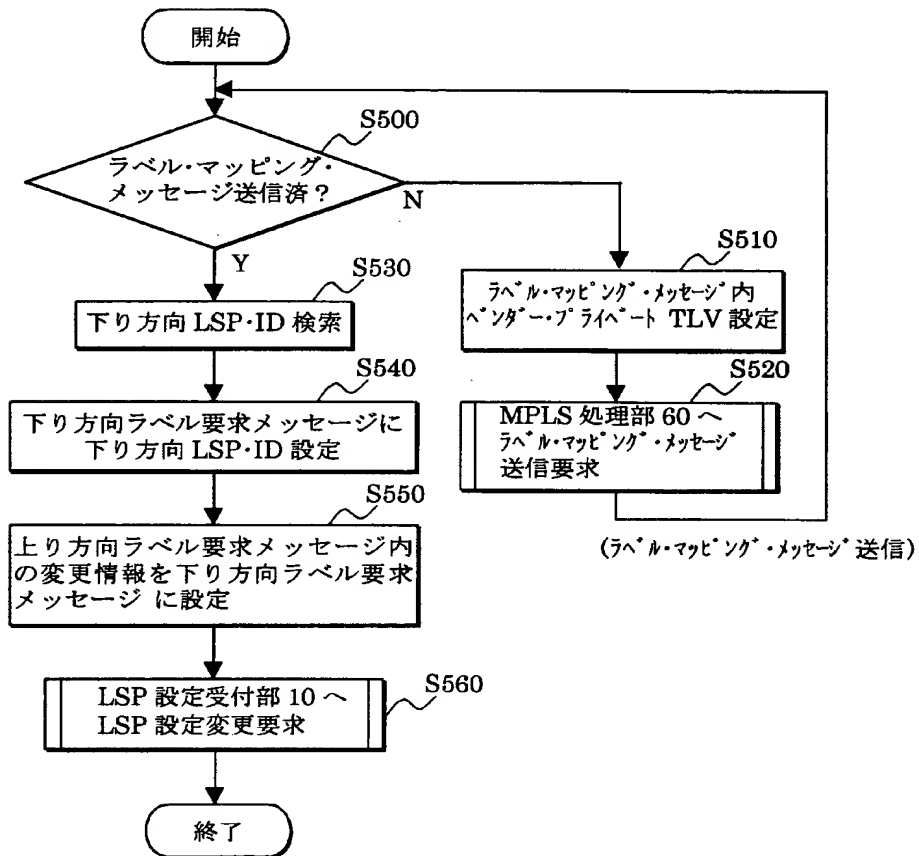 開始
S500
ラベル・マッピング・
メッセージ送信済？
N
Y
S510
ﾗﾍﾞﾙ･ﾏｯﾋﾟﾝｸﾞ･ﾒｯｾｰｼﾞ内
ﾍﾞﾝﾀﾞｰ･ﾌﾟﾗｲﾍﾞｰﾄ TLV 設定
S520
MPLS 処理部 60 へ
ﾗﾍﾞﾙ･ﾏｯﾋﾟﾝｸﾞ･ﾒｯｾｰｼﾞ
送信要求
(ﾗﾍﾞﾙ･ﾏｯﾋﾟﾝｸﾞ･ﾒｯｾｰｼﾞ送信)
S530
下り方向 LSP･ID 検索
S540
下り方向ラベル要求メッセージに
下り方向 LSP･ID 設定
S550
上り方向ラベル要求メッセージ内
の変更情報を下り方向ラベル要求
メッセージ に設定
S560
LSP 設定受付部 10 へ
LSP 設定変更要求
終了